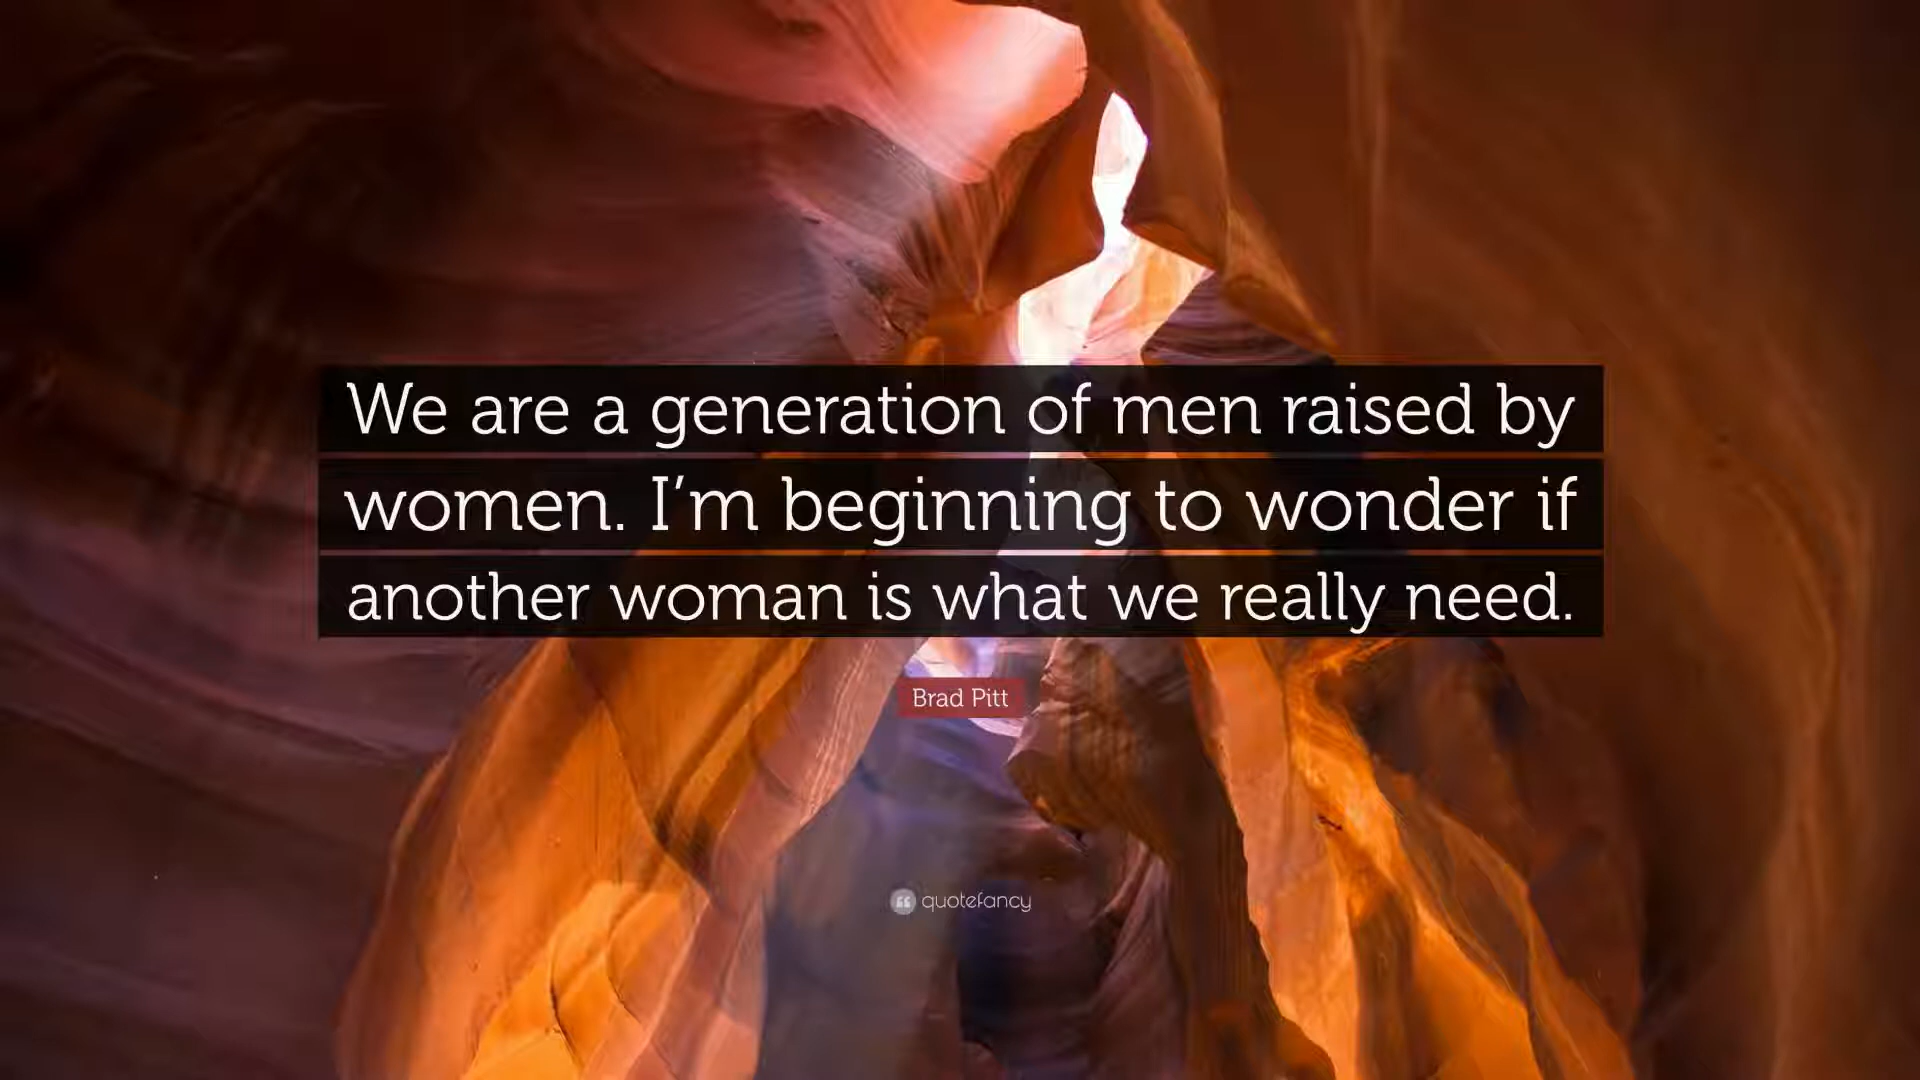 We are a generation of men raised by
women. I’m beginning to wonder if
another woman is what we really need.
Brad Pitt
quotefancy